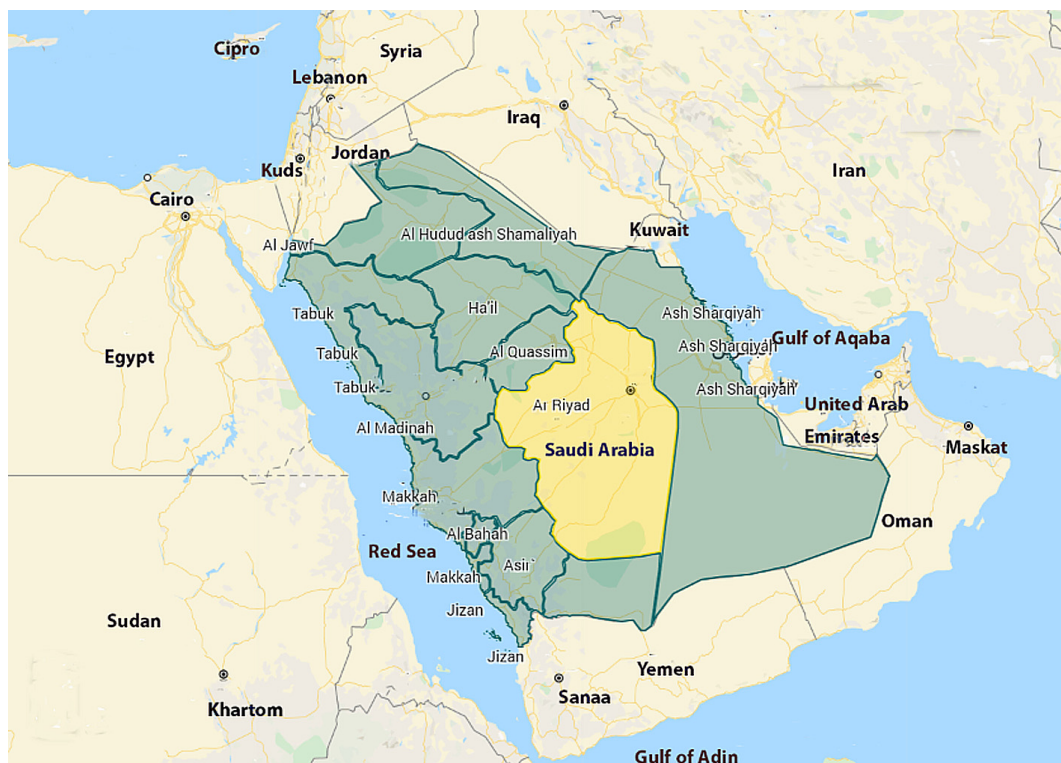 Cipro
Syria
Lebanon
Iraq
Jordan
Kuds
Iran
Cairo
Al Hudud ash Shamaliyah
Kuwait
Al Jawf
Tabuk
Ha'il
Ash Sharqiyah
Gulf of Aqaba
Ash Sharqiyah
Tabuk
Al Quassim
Egypt
Tabuk
Ash Sharqiyah
Ar Riyad
United Arab
Emirates
Al Madinah
Saudi Arabia
Maskat
Makkah
Oman
Al Bahah
Red Sea
Asir
Makkah
Jizan
Sudan
Jizan
Yemen
Sanaa
Khartom
Gulf of Adin